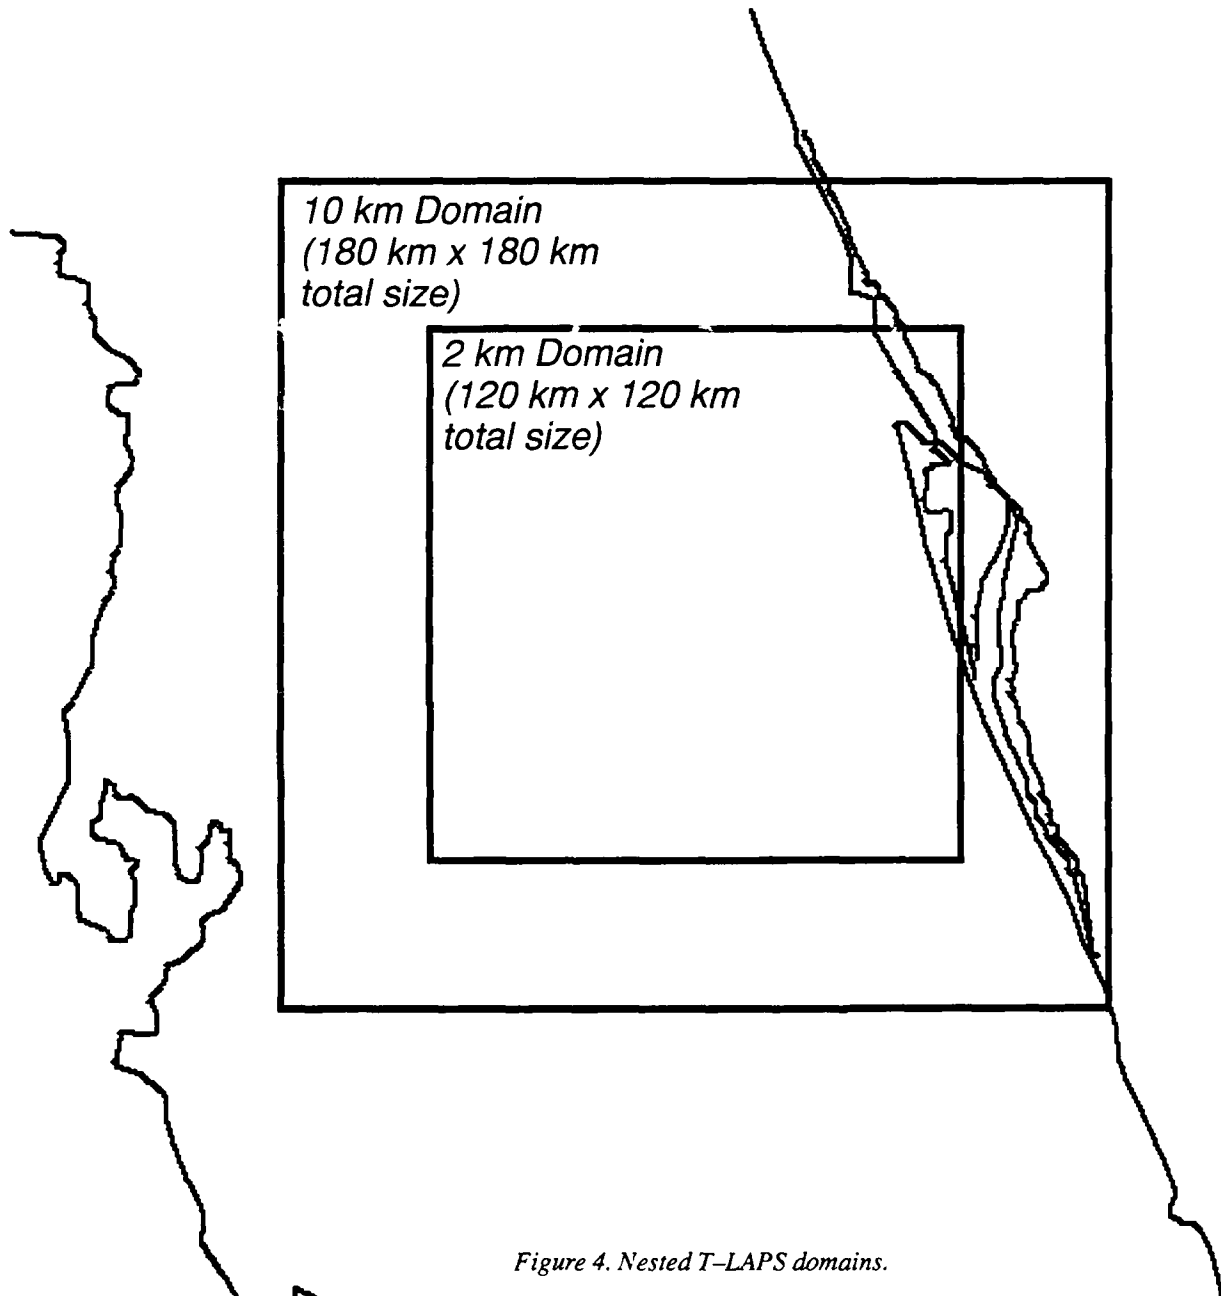 10 km Domain
(180 km x 180 km
total size)
2 km Domain
(120 km x 120 km
total size)
Figure 4. Nested T–LAPS domains.